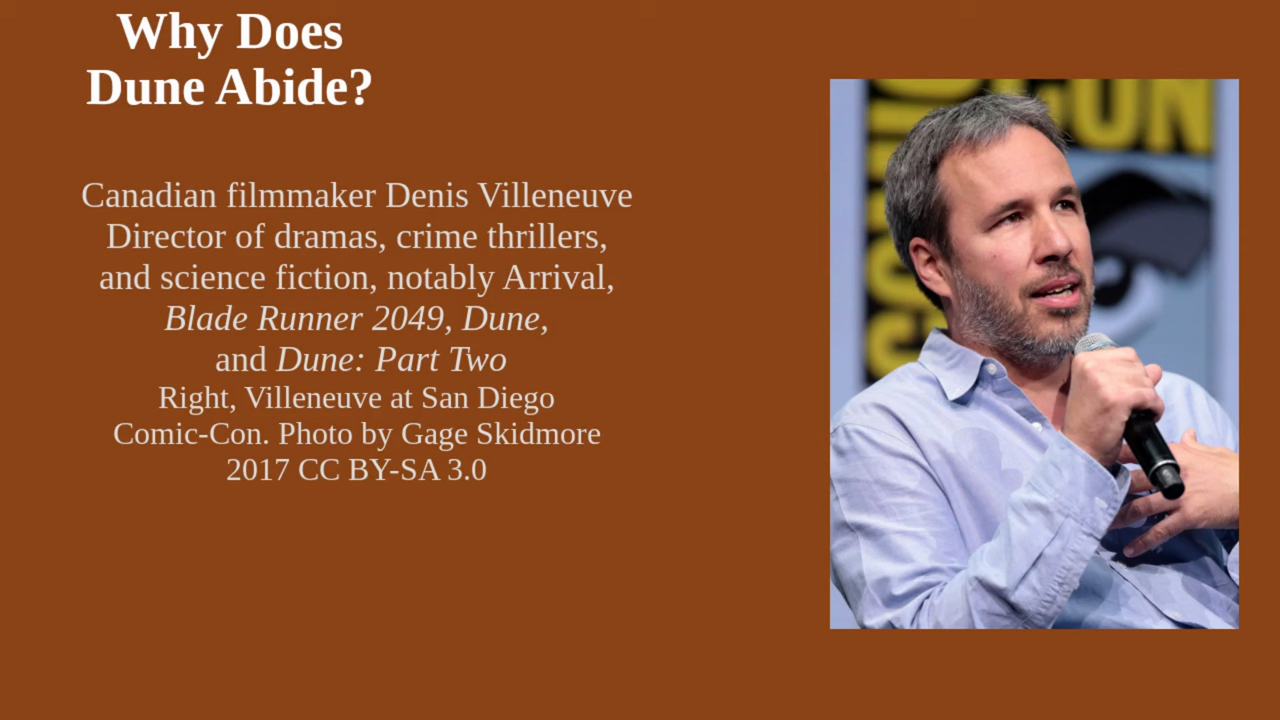 Why Does
Dune Abide?
Canadian filmmaker Denis Villeneuve
Director of dramas, crime thrillers,
and science fiction, notably Arrival,
Blade Runner 2049, Dune,
and Dune: Part Two
Right, Villeneuve at San Diego
Comic-Con. Photo by Gage Skidmore
2017 CC BY-SA 3.0